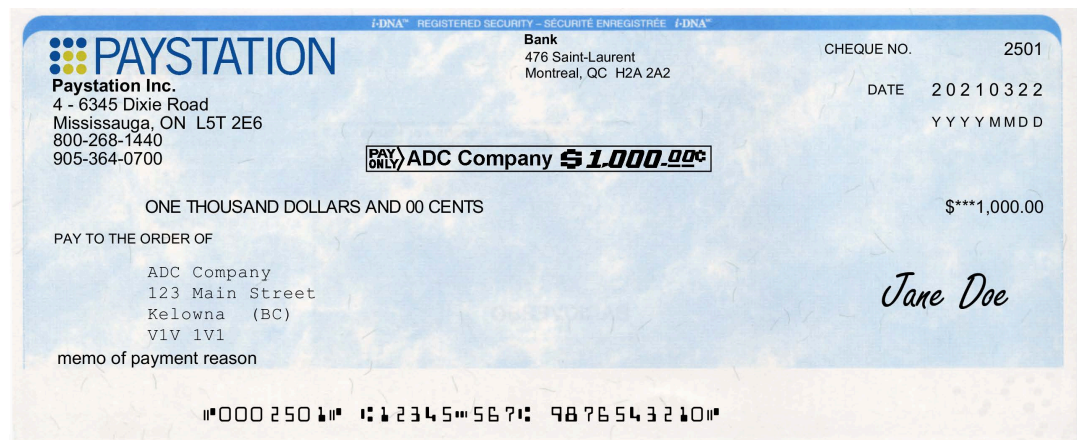 i-DNA™ REGISTERED SECURITY – SÉCURITÉ ENREGISTRÉE i-DNA™
PAYSTATION
Paystation Inc.
4 - 6345 Dixie Road
Mississauga, ON L5T 2E6
800-268-1440
905-364-0700
Bank
476 Saint-Laurent
Montreal, QC H2A 2A2
CHEQUE NO. 2501
DATE 20210322
YYYYMMDD
PAY ONLY ADC Company $1,000.00¢
ONE THOUSAND DOLLARS AND 00 CENTS $***1,000.00
PAY TO THE ORDER OF
ADC Company
123 Main Street
Kelowna (BC)
V1V 1V1
Jane Doe
memo of payment reason
⑈0002501⑈ ⑆12345⑉567⑆ 9876543210⑈